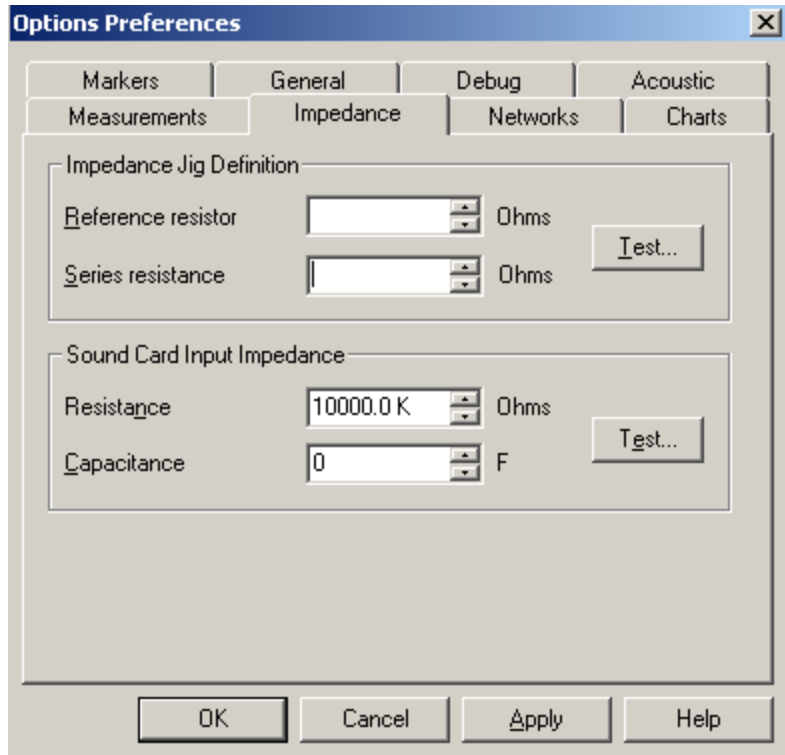 Options Preferences
Markers General Debug Acoustic
Measurements Impedance Networks Charts
Impedance Jig Definition
Reference resistor Ohms
Test...
Series resistance Ohms
Sound Card Input Impedance
Resistance 10000.0 K Ohms
Test...
Capacitance 0 F
OK Cancel Apply Help